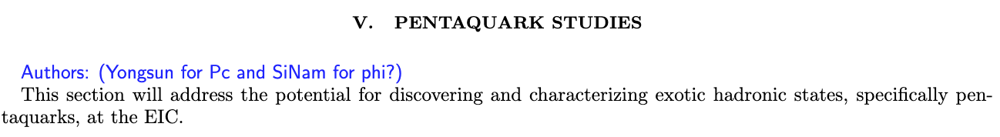 V. PENTAQUARK STUDIES
Authors: (Yongsun for Pc and SiNam for phi?)
This section will address the potential for discovering and characterizing exotic hadronic states, specifically pen-
taquarks, at the EIC.